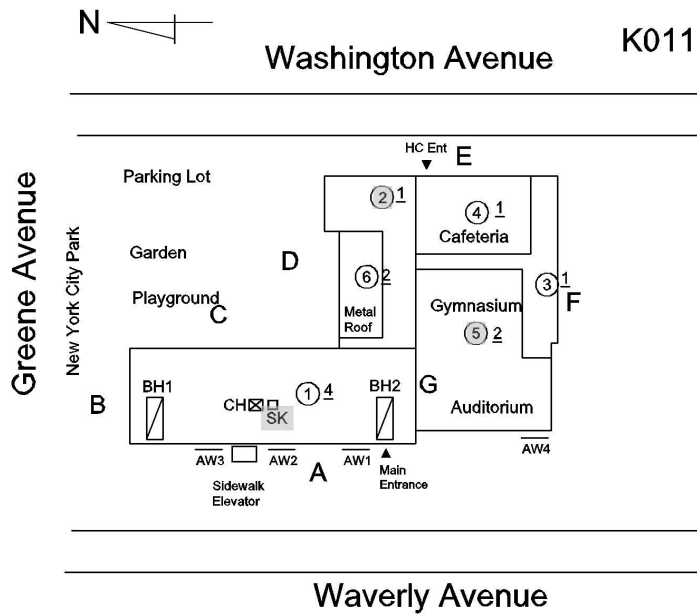 N
K011
Washington Avenue
HC Ent
E
Parking Lot
2 1
4 1
Cafeteria
Greene Avenue
New York City Park
Garden
D
6 2
3 1
Playground
C
Metal
Roof
Gymnasium
F
5 2
B
BH1
CH
SK
1 4
BH2
G
Auditorium
AW3
AW2
AW1
AW4
A
Main
Entrance
Sidewalk
Elevator
Waverly Avenue